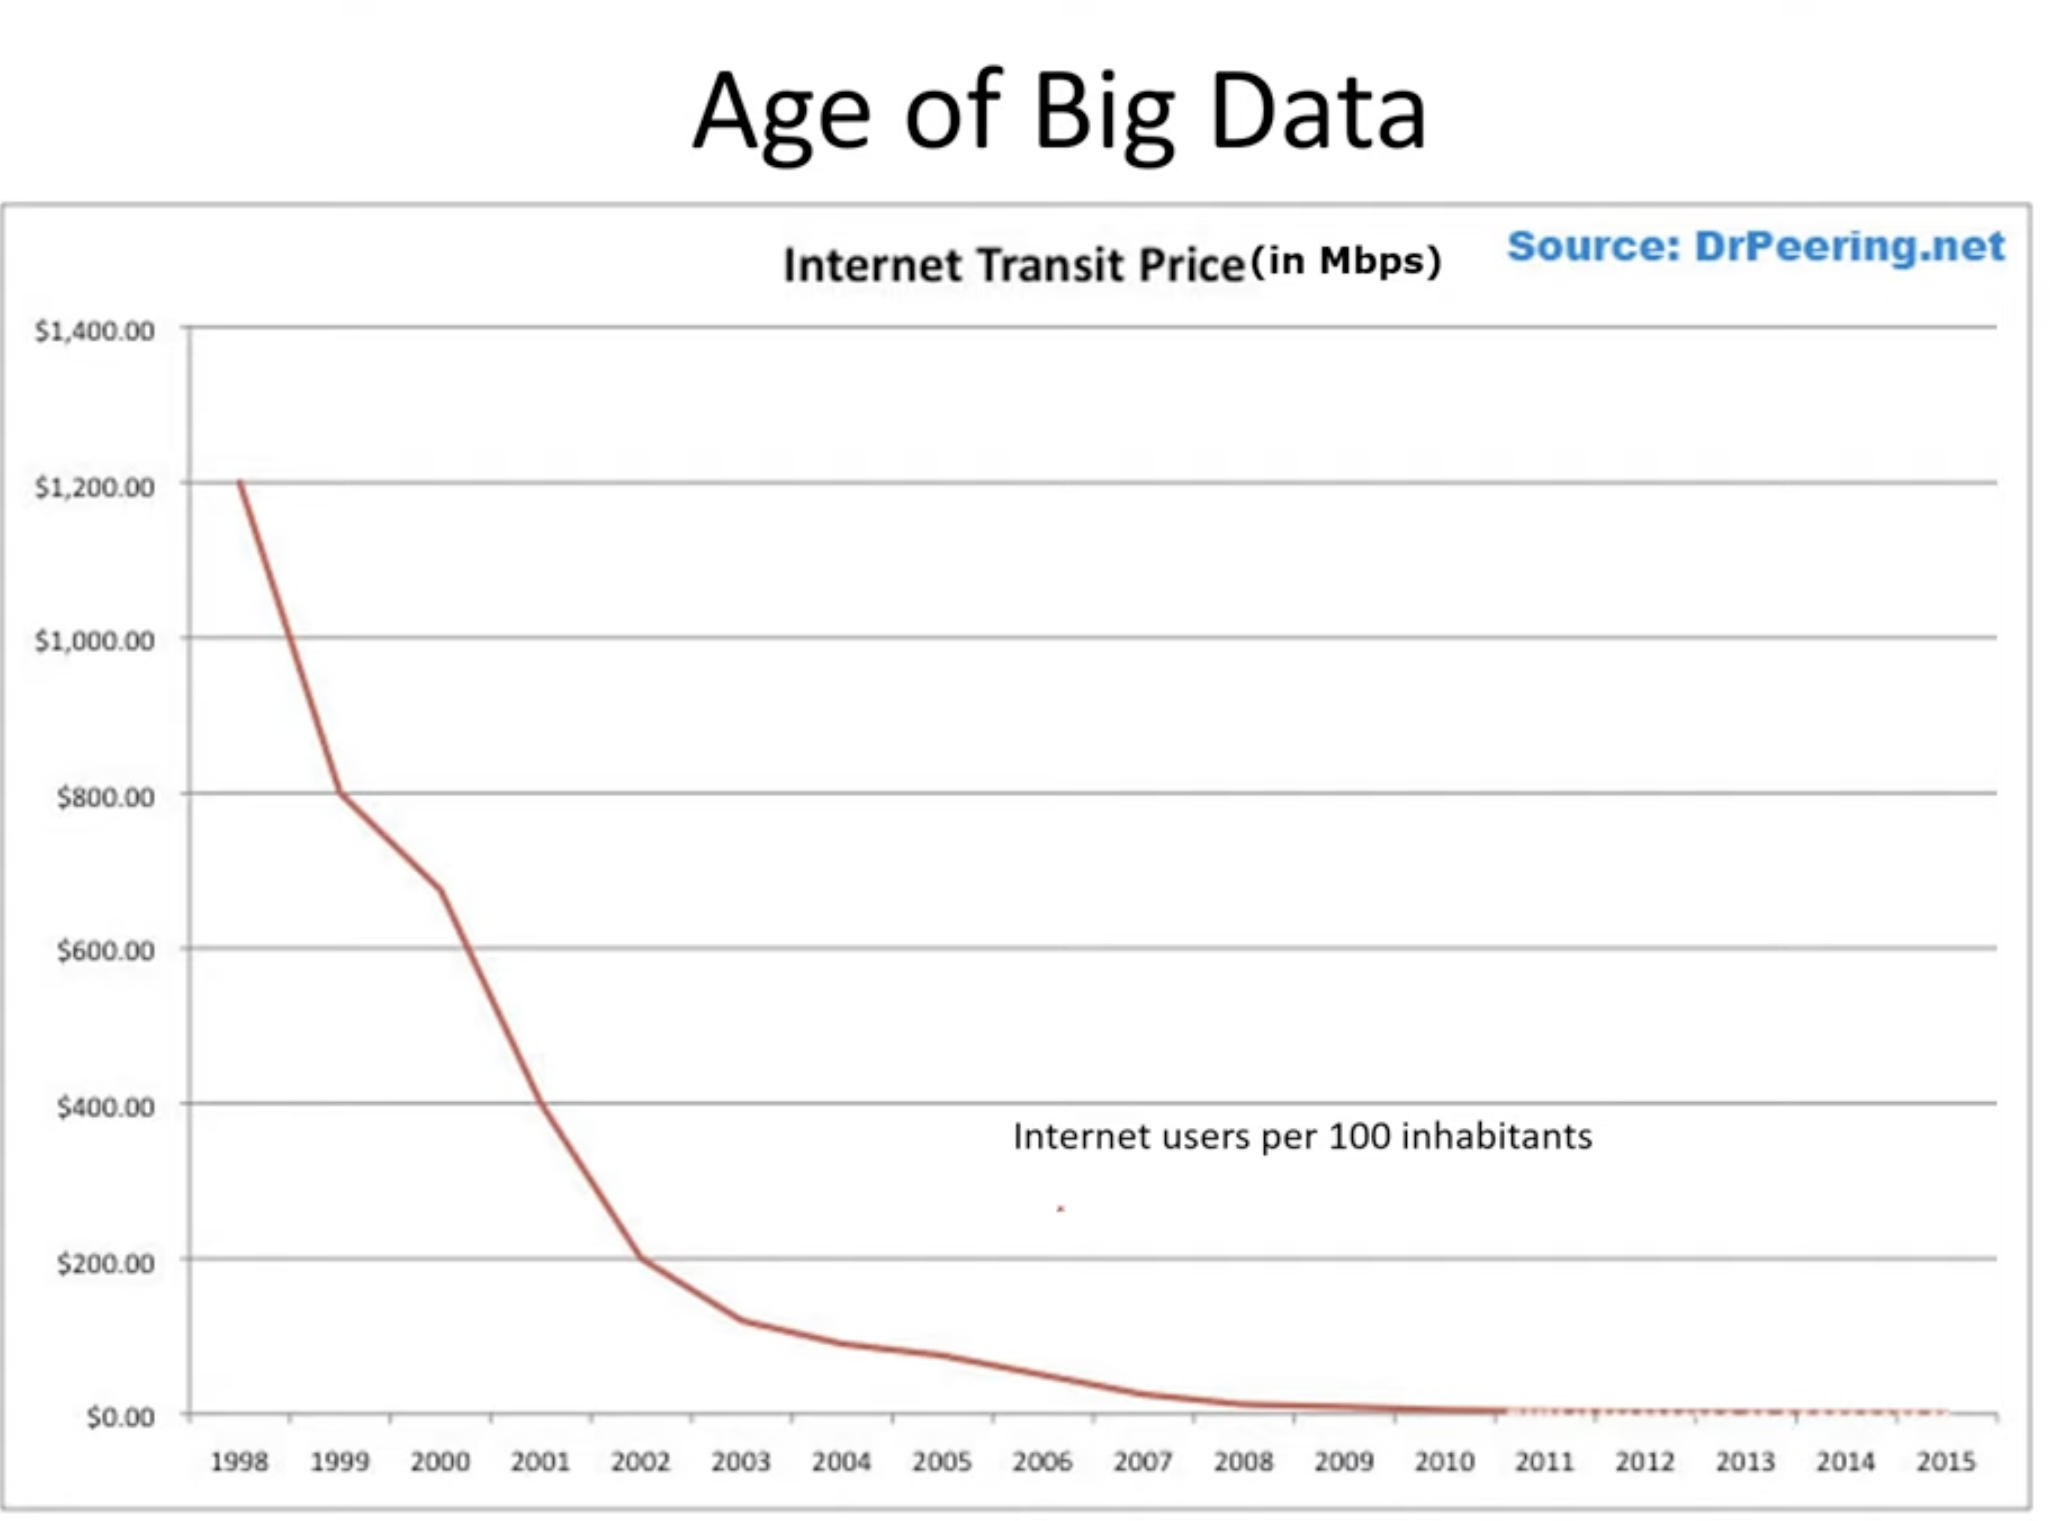 Age of Big Data
Internet Transit Price (in Mbps)
Source: DrPeering.net
$1,400.00
$1,200.00
$1,000.00
$800.00
$600.00
$400.00
Internet users per 100 inhabitants
$200.00
$0.00
1998 1999 2000 2001 2002 2003 2004 2005 2006 2007 2008 2009 2010 2011 2012 2013 2014 2015